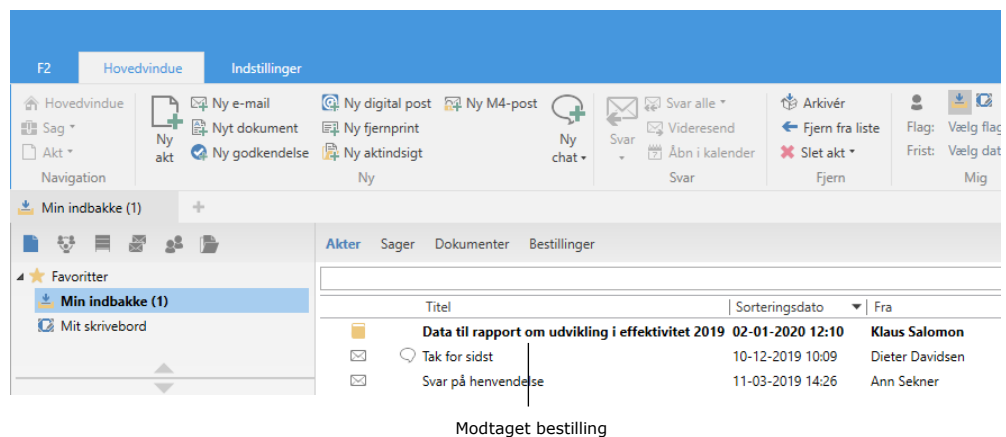 F2 Hovedvindue Indstillinger
Hovedvindue Ny e-mail Ny digital post Ny M4-post Svar alle Arkivér
Sag Nyt dokument Ny fjernprint Videresend Fjern fra liste Flag: Vælg flag
Akt Ny akt Ny godkendelse Ny aktindsigt Ny chat Svar Åbn i kalender Slet akt Frist: Vælg dat
Navigation Ny Svar Fjern Mig
Min indbakke (1) +
Akter Sager Dokumenter Bestillinger
Favoritter
Min indbakke (1)
Mit skrivebord
Titel Sorteringsdato Fra
Data til rapport om udvikling i effektivitet 2019 02-01-2020 12:10 Klaus Salomon
Tak for sidst 10-12-2019 10:09 Dieter Davidsen
Svar på henvendelse 11-03-2019 14:26 Ann Sekner
Modtaget bestilling